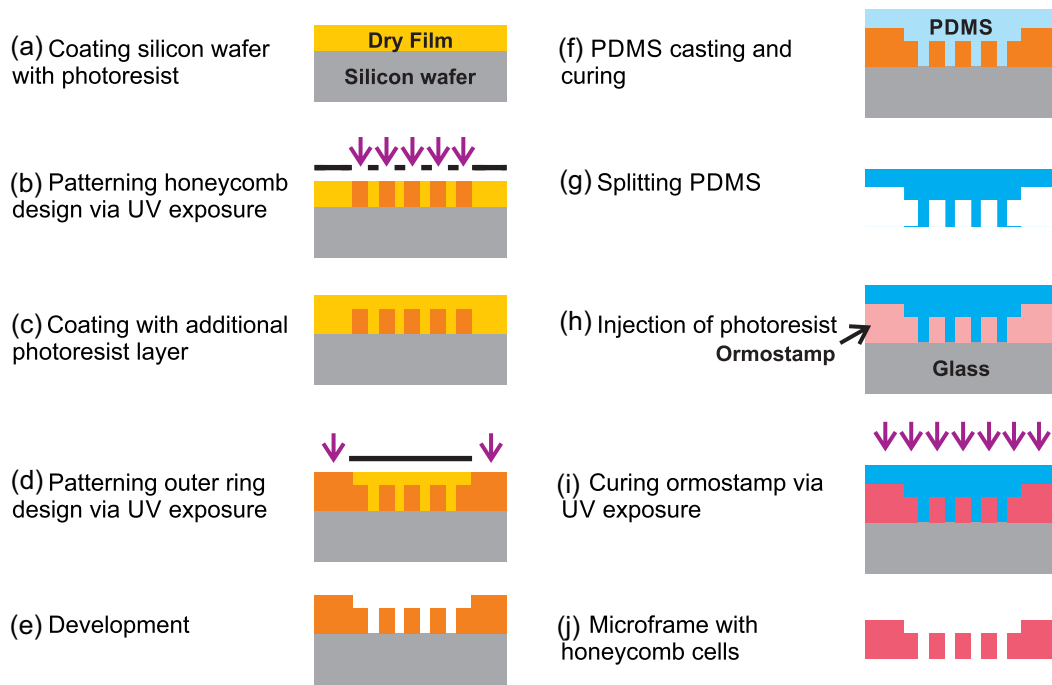 (a) Coating silicon wafer
with photoresist
Dry Film
Silicon wafer
(b) Patterning honeycomb
design via UV exposure
(c) Coating with additional
photoresist layer
(d) Patterning outer ring
design via UV exposure
(e) Development
(f) PDMS casting and
curing
PDMS
(g) Splitting PDMS
(h) Injection of photoresist
Ormostamp
Glass
(i) Curing ormostamp via
UV exposure
(j) Microframe with
honeycomb cells